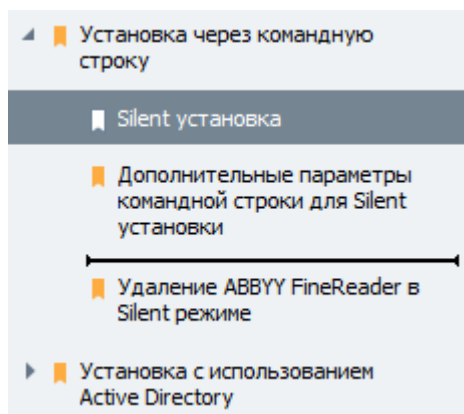 Установка через командную
строку
Silent установка
Дополнительные параметры
командной строки для Silent
установки
Удаление ABBYY FineReader в
Silent режиме
Установка с использованием
Active Directory